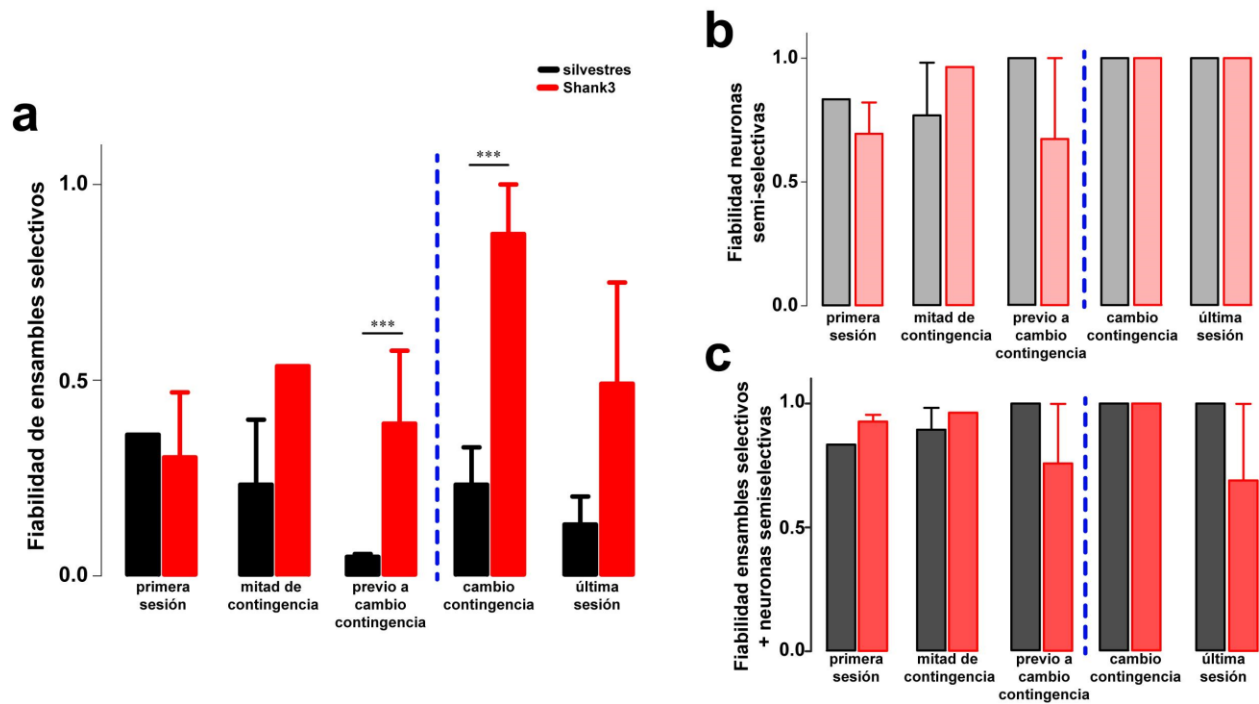 silvestres
Shank3
a
Fiabilidad de ensambles selectivos
1.0
0.5
0.0
***
***
primera
sesión
mitad de
contingencia
previo a
cambio
contingencia
cambio
contingencia
última
sesión
b
Fiabilidad neuronas
semi-selectivas
1.0
0.5
0.0
primera
sesión
mitad de
contingencia
previo a
cambio
contingencia
cambio
contingencia
última
sesión
c
Fiabilidad ensambles selectivos
+ neuronas semiselectivas
1.0
0.5
0.0
primera
sesión
mitad de
contingencia
previo a
cambio
contingencia
cambio
contingencia
última
sesión